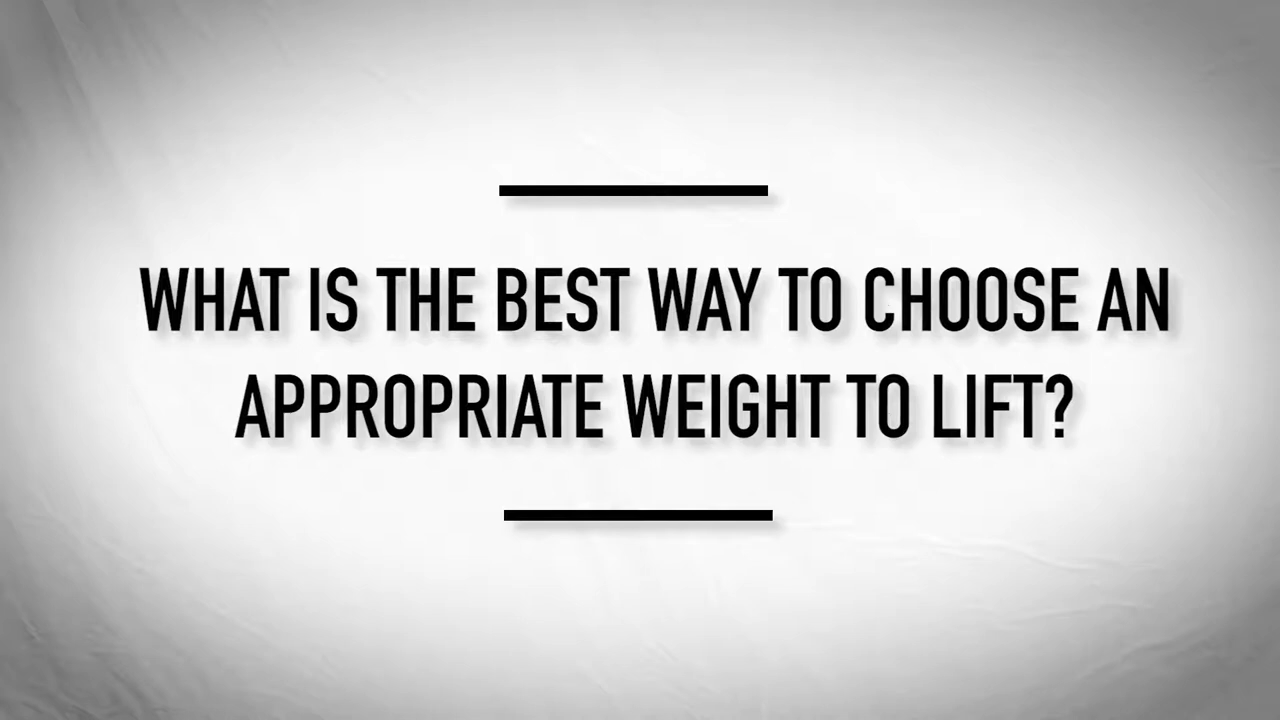 WHAT IS THE BEST WAY TO CHOOSE AN
APPROPRIATE WEIGHT TO LIFT?